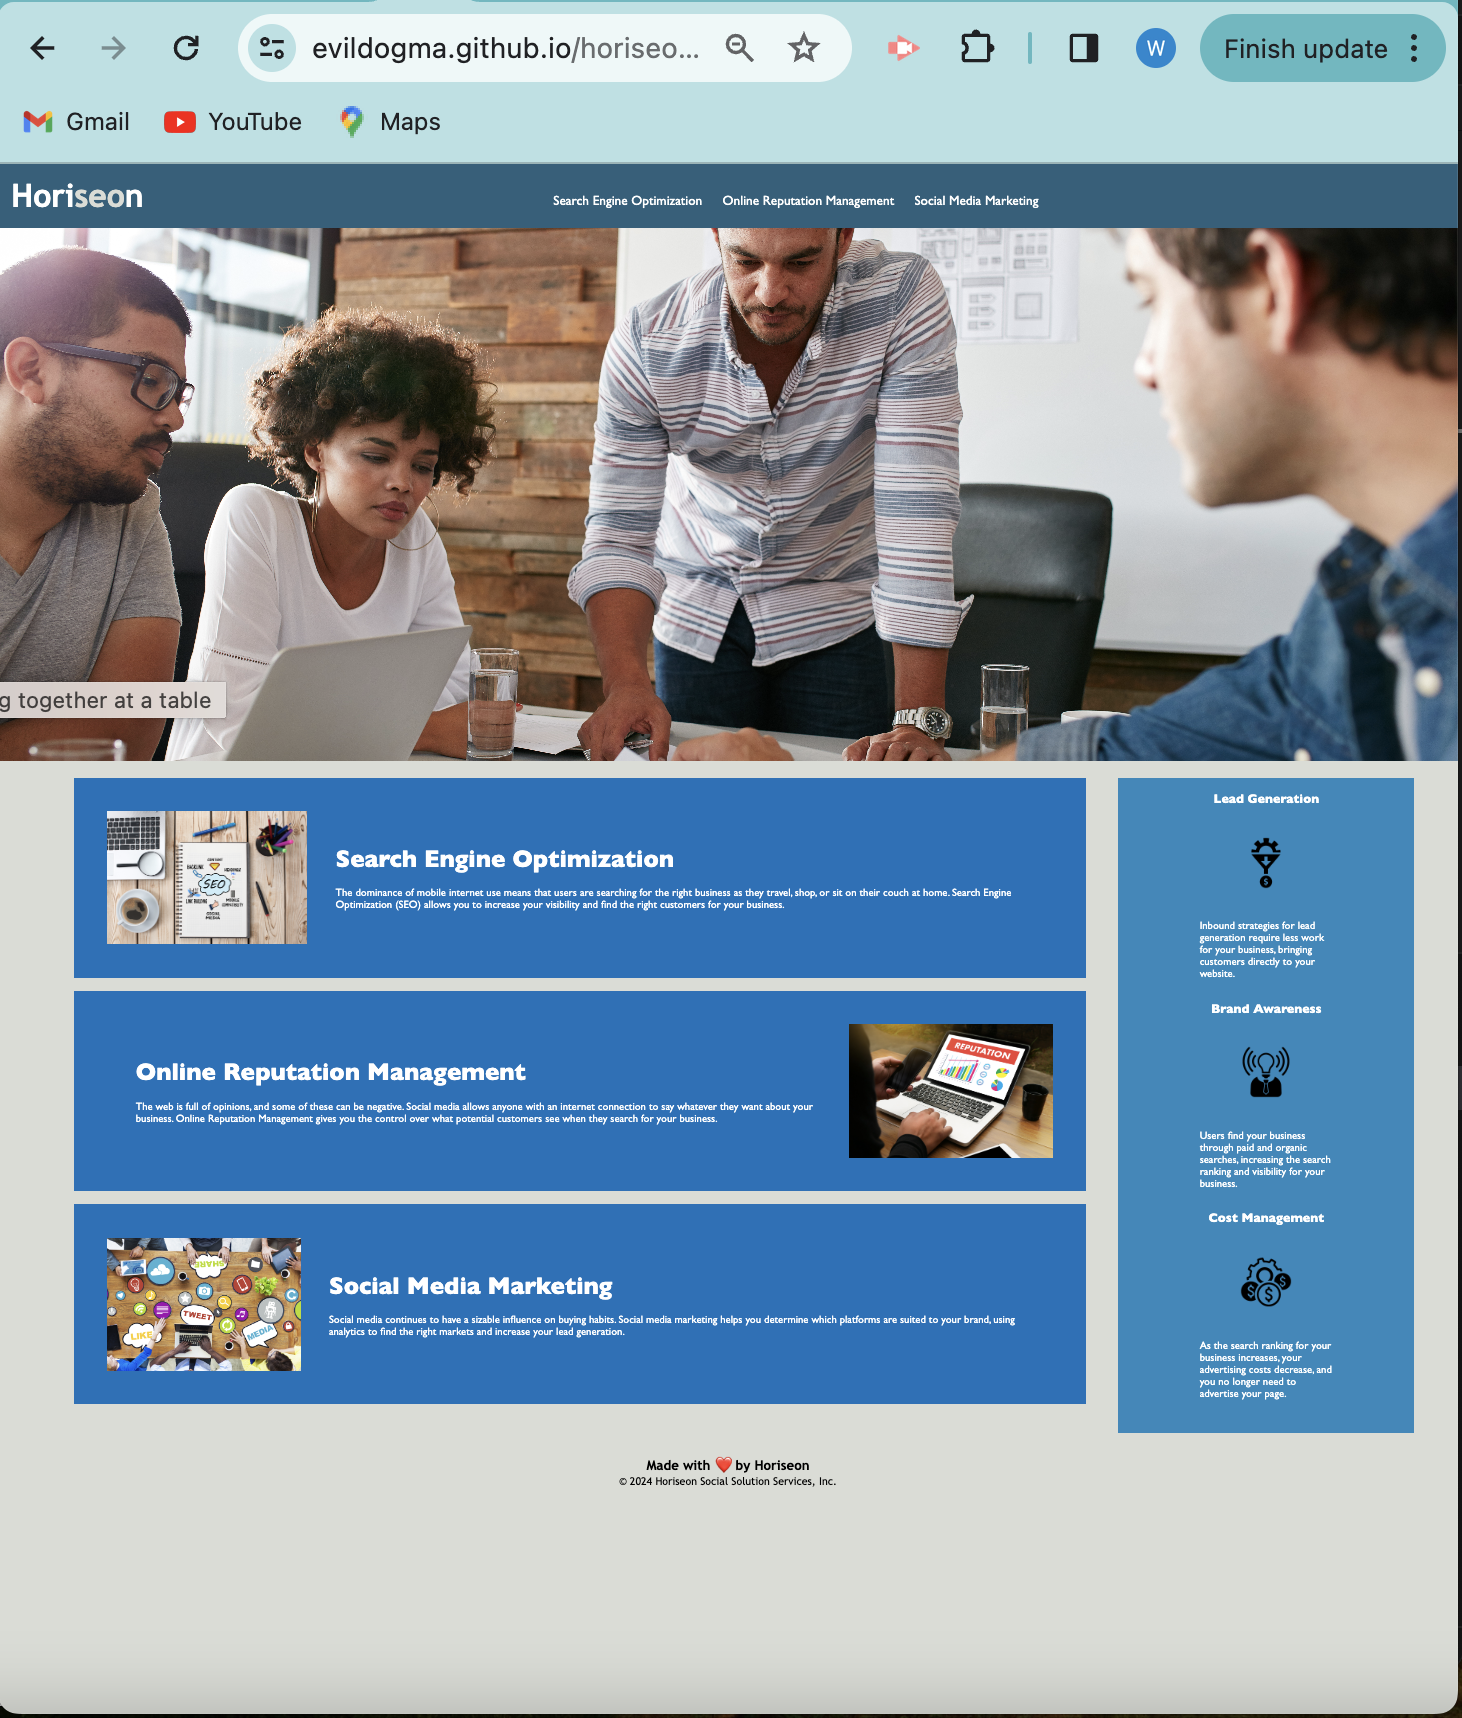 evildogma.github.io/horiseo...
W
Finish update
Gmail
YouTube
Maps
Horiseon
Search Engine Optimization
Online Reputation Management
Social Media Marketing
g together at a table
SEO
Search Engine Optimization
The dominance of mobile internet use means that users are searching for the right business as they travel, shop, or sit on their couch at home. Search Engine
Optimization (SEO) allows you to increase your visibility and find the right customers for your business.
Online Reputation Management
The web is full of opinions, and some of these can be negative. Social media allows anyone with an internet connection to say whatever they want about your
business. Online Reputation Management gives you the control over what potential customers see when they search for your business.
REPUTATION
SHARE
TWEET
LIKE
MEDIA
Social Media Marketing
Social media continues to have a sizable influence on buying habits. Social media marketing helps you determine which platforms are suited to your brand, using
analytics to find the right markets and increase your lead generation.
Lead Generation
Inbound strategies for lead
generation require less work
for your business, bringing
customers directly to your
website.
Brand Awareness
Users find your business
through paid and organic
searches, increasing the search
ranking and visibility for your
business.
Cost Management
As the search ranking for your
business increases, your
advertising costs decrease, and
you no longer need to
advertise your page.
Made with ❤️ by Horiseon
© 2024 Horiseon Social Solution Services, Inc.